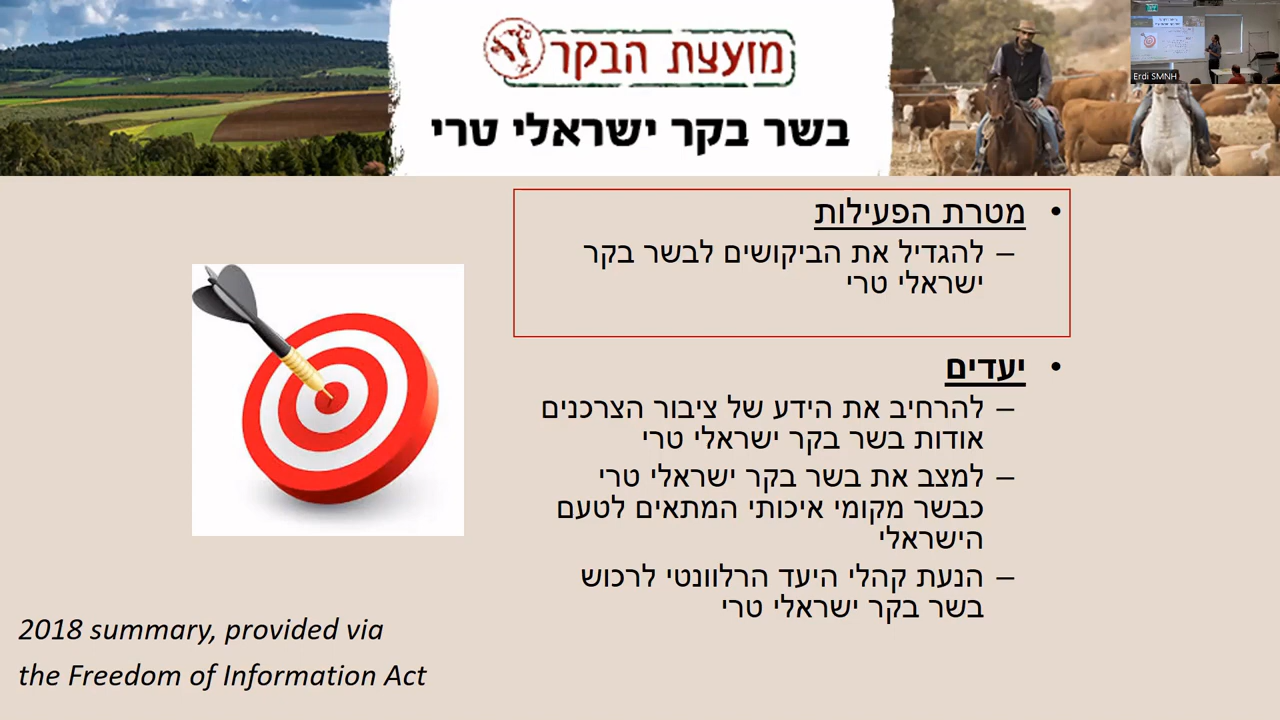 מועצת הבקר
בשר בקר ישראלי טרי
Erdi SMNH
• מטרת הפעילות
– להגדיל את הביקושים לבשר בקר
ישראלי טרי
• יעדים
– להרחיב את הידע של ציבור הצרכנים
אודות בשר בקר ישראלי טרי
– למצב את בשר בקר ישראלי טרי
כבשר מקומי איכותי המתאים לטעם
הישראלי
– הנעת קהלי היעד הרלוונטי לרכוש
בשר בקר ישראלי טרי
2018 summary, provided via
the Freedom of Information Act